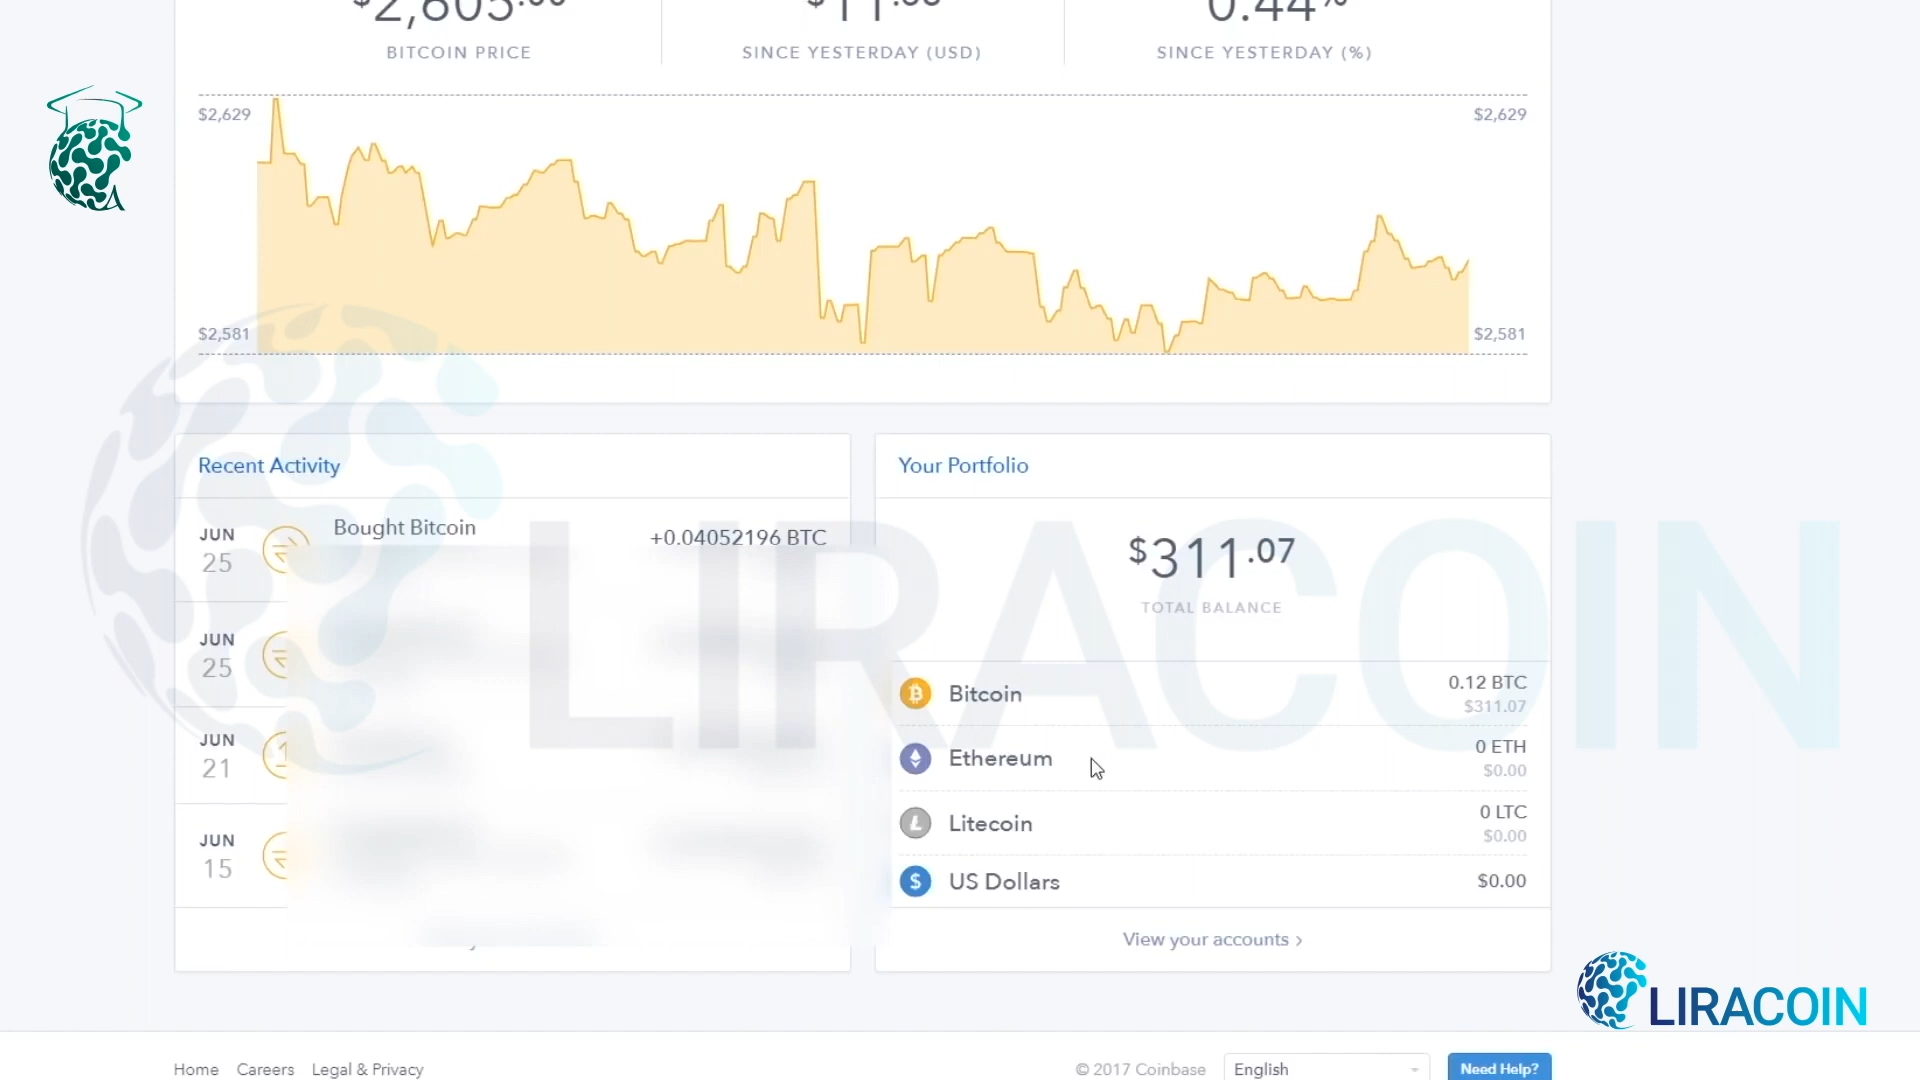 BITCOIN PRICE
SINCE YESTERDAY (USD)
SINCE YESTERDAY (%)
$2,629
$2,629
$2,581
$2,581
Recent Activity
JUN
25
Bought Bitcoin
+0.04052196 BTC
JUN
25
JUN
21
JUN
15
Your Portfolio
$311.07
TOTAL BALANCE
Bitcoin
0.12 BTC
$311.07
Ethereum
0 ETH
$0.00
Litecoin
0 LTC
$0.00
US Dollars
$0.00
View your accounts ›
LIRACOIN
LIRACOIN
Home Careers Legal & Privacy
© 2017 Coinbase
English
Need Help?